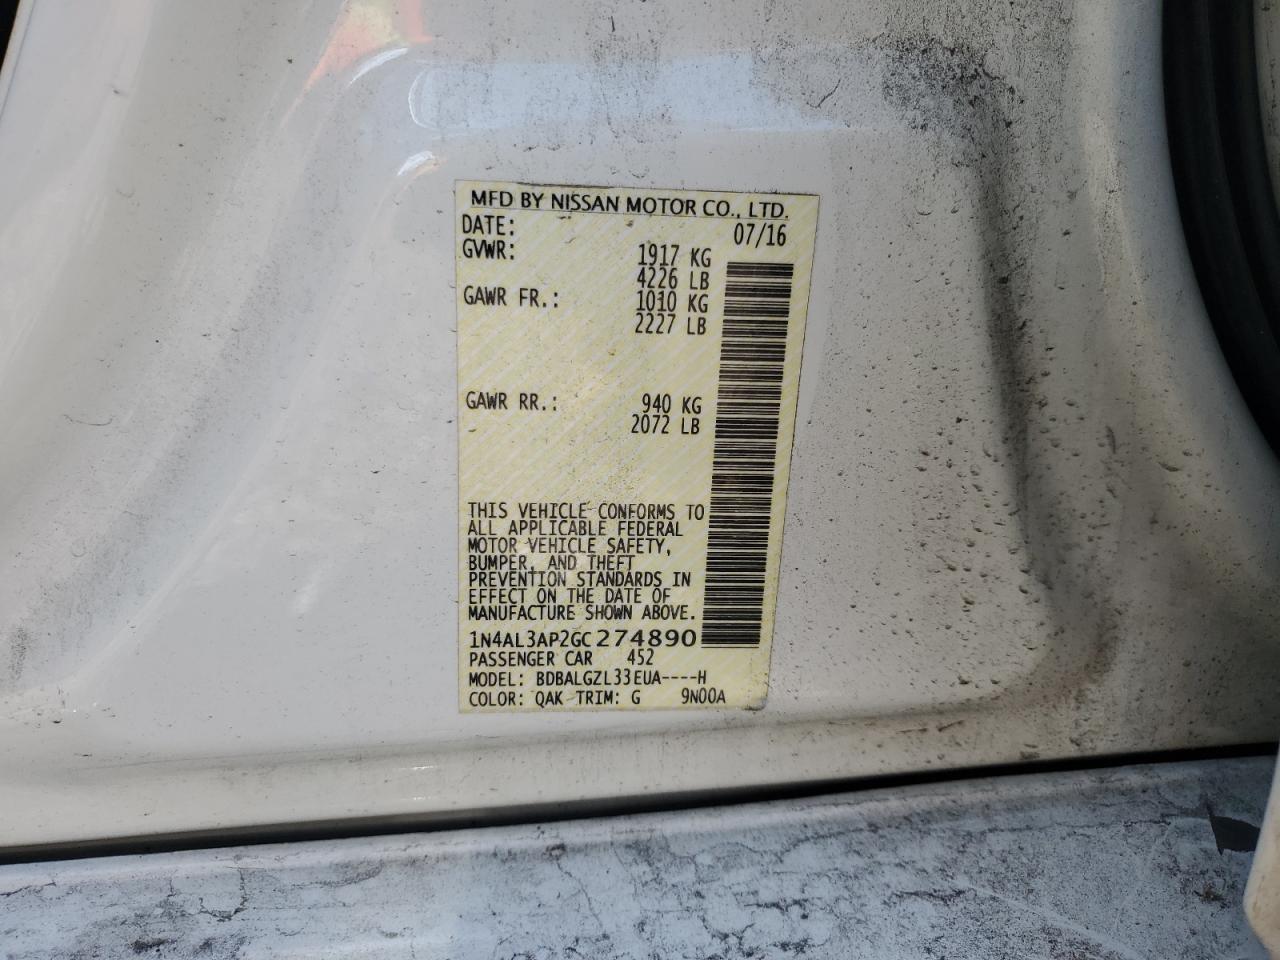 MFD BY NISSAN MOTOR CO., LTD.
DATE: 07/16
GVWR: 1917 KG
4226 LB
GAWR FR.: 1010 KG
2227 LB
GAWR RR.: 940 KG
2072 LB
THIS VEHICLE CONFORMS TO
ALL APPLICABLE FEDERAL
MOTOR VEHICLE SAFETY,
BUMPER, AND THEFT
PREVENTION STANDARDS IN
EFFECT ON THE DATE OF
MANUFACTURE SHOWN ABOVE.
1N4AL3AP2GC274890
PASSENGER CAR 452
MODEL: BDBALGZL33EUA----H
COLOR: QAK TRIM: G 9N00A